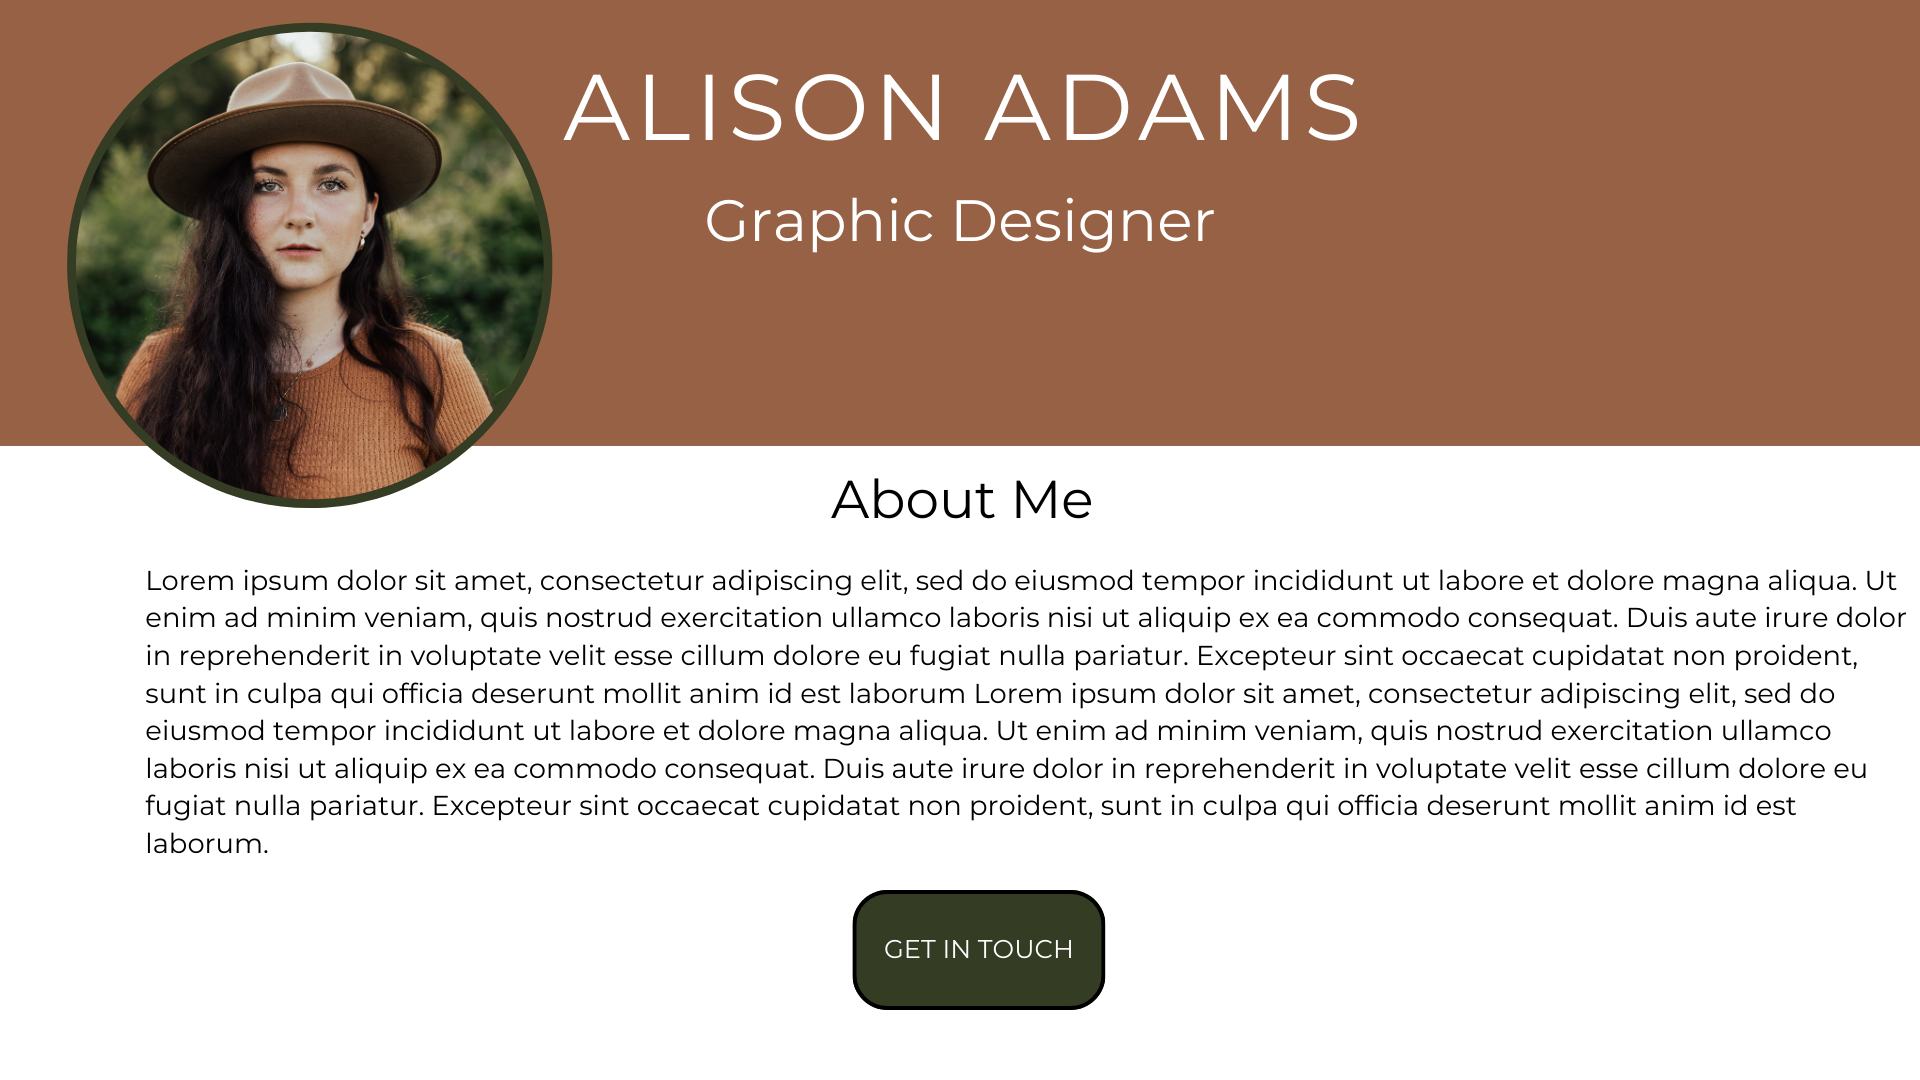 ALISON ADAMS
Graphic Designer
About Me
Lorem ipsum dolor sit amet, consectetur adipiscing elit, sed do eiusmod tempor incididunt ut labore et dolore magna aliqua. Ut
enim ad minim veniam, quis nostrud exercitation ullamco laboris nisi ut aliquip ex ea commodo consequat. Duis aute irure dolor
in reprehenderit in voluptate velit esse cillum dolore eu fugiat nulla pariatur. Excepteur sint occaecat cupidatat non proident,
sunt in culpa qui officia deserunt mollit anim id est laborum Lorem ipsum dolor sit amet, consectetur adipiscing elit, sed do
eiusmod tempor incididunt ut labore et dolore magna aliqua. Ut enim ad minim veniam, quis nostrud exercitation ullamco
laboris nisi ut aliquip ex ea commodo consequat. Duis aute irure dolor in reprehenderit in voluptate velit esse cillum dolore eu
fugiat nulla pariatur. Excepteur sint occaecat cupidatat non proident, sunt in culpa qui officia deserunt mollit anim id est
laborum.
GET IN TOUCH